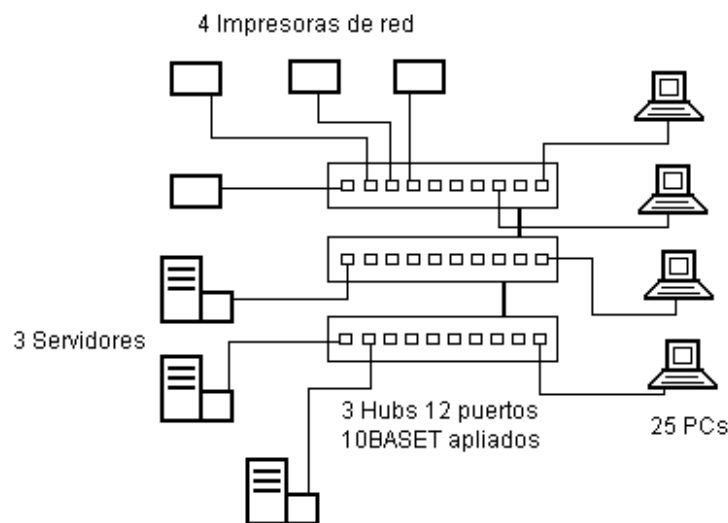 4 Impresoras de red
3 Servidores
3 Hubs 12 puertos
10BASET apliados
25 PCs